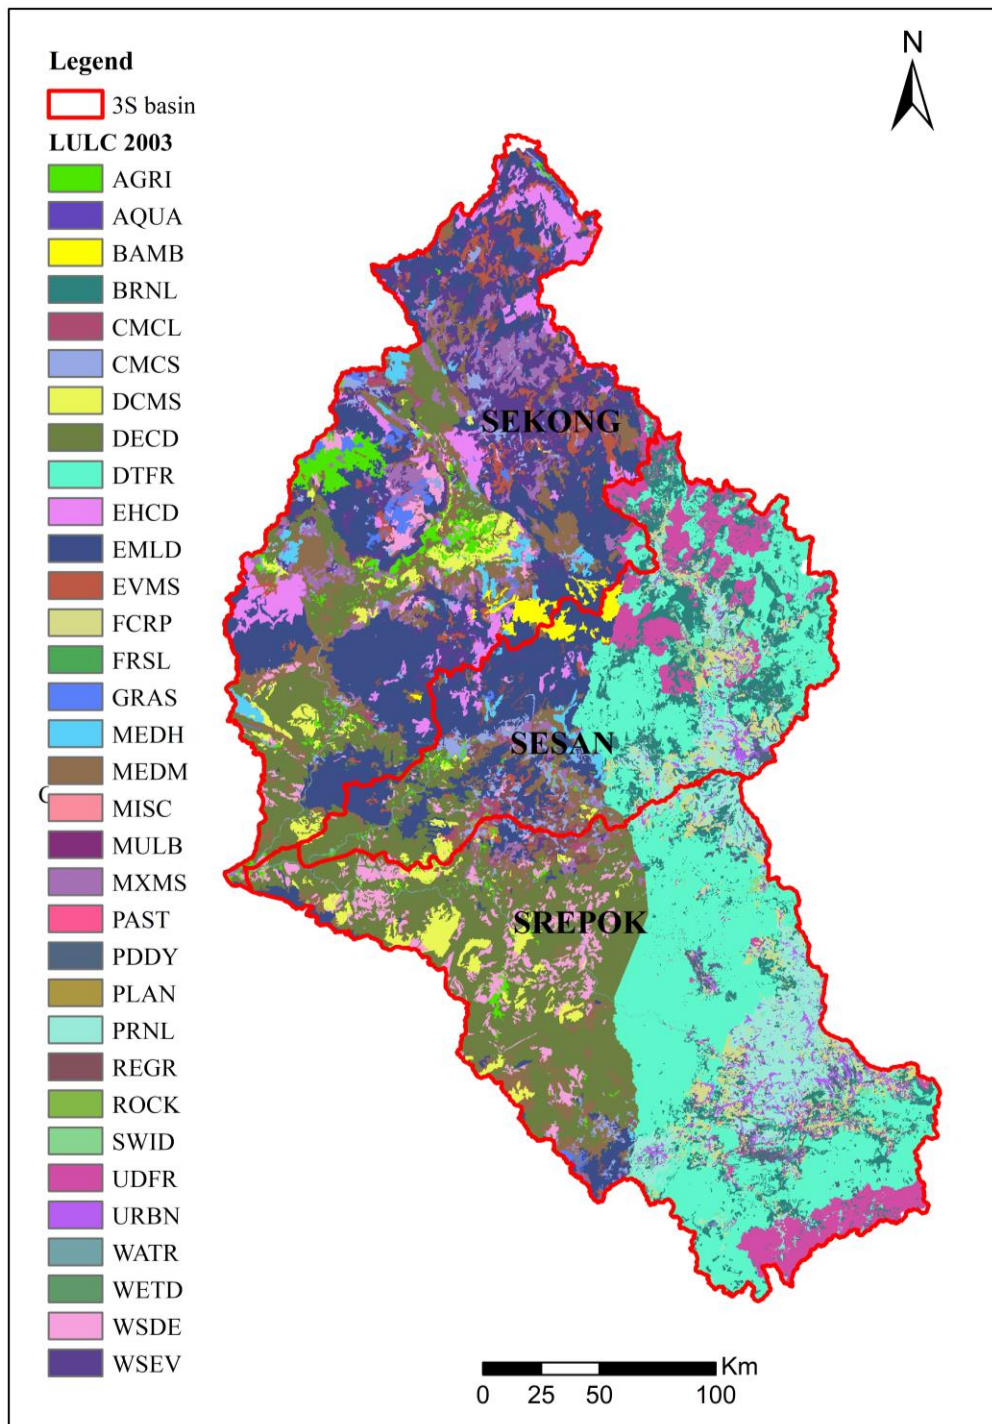 Legend
3S basin
LULC 2003
AGRI
AQUA
BAMB
BRNL
CMCL
CMCS
DCMS
DECD
DTFR
EHCD
EMLD
EVMS
FCRP
FRSL
GRAS
MEDH
MEDM
MISC
MULB
MXMS
PAST
PDDY
PLAN
PRNL
REGR
ROCK
SWID
UDFR
URBN
WATR
WETD
WSDE
WSEV
N
SEKONG
SESAN
SREPOK
Km
0 25 50 100